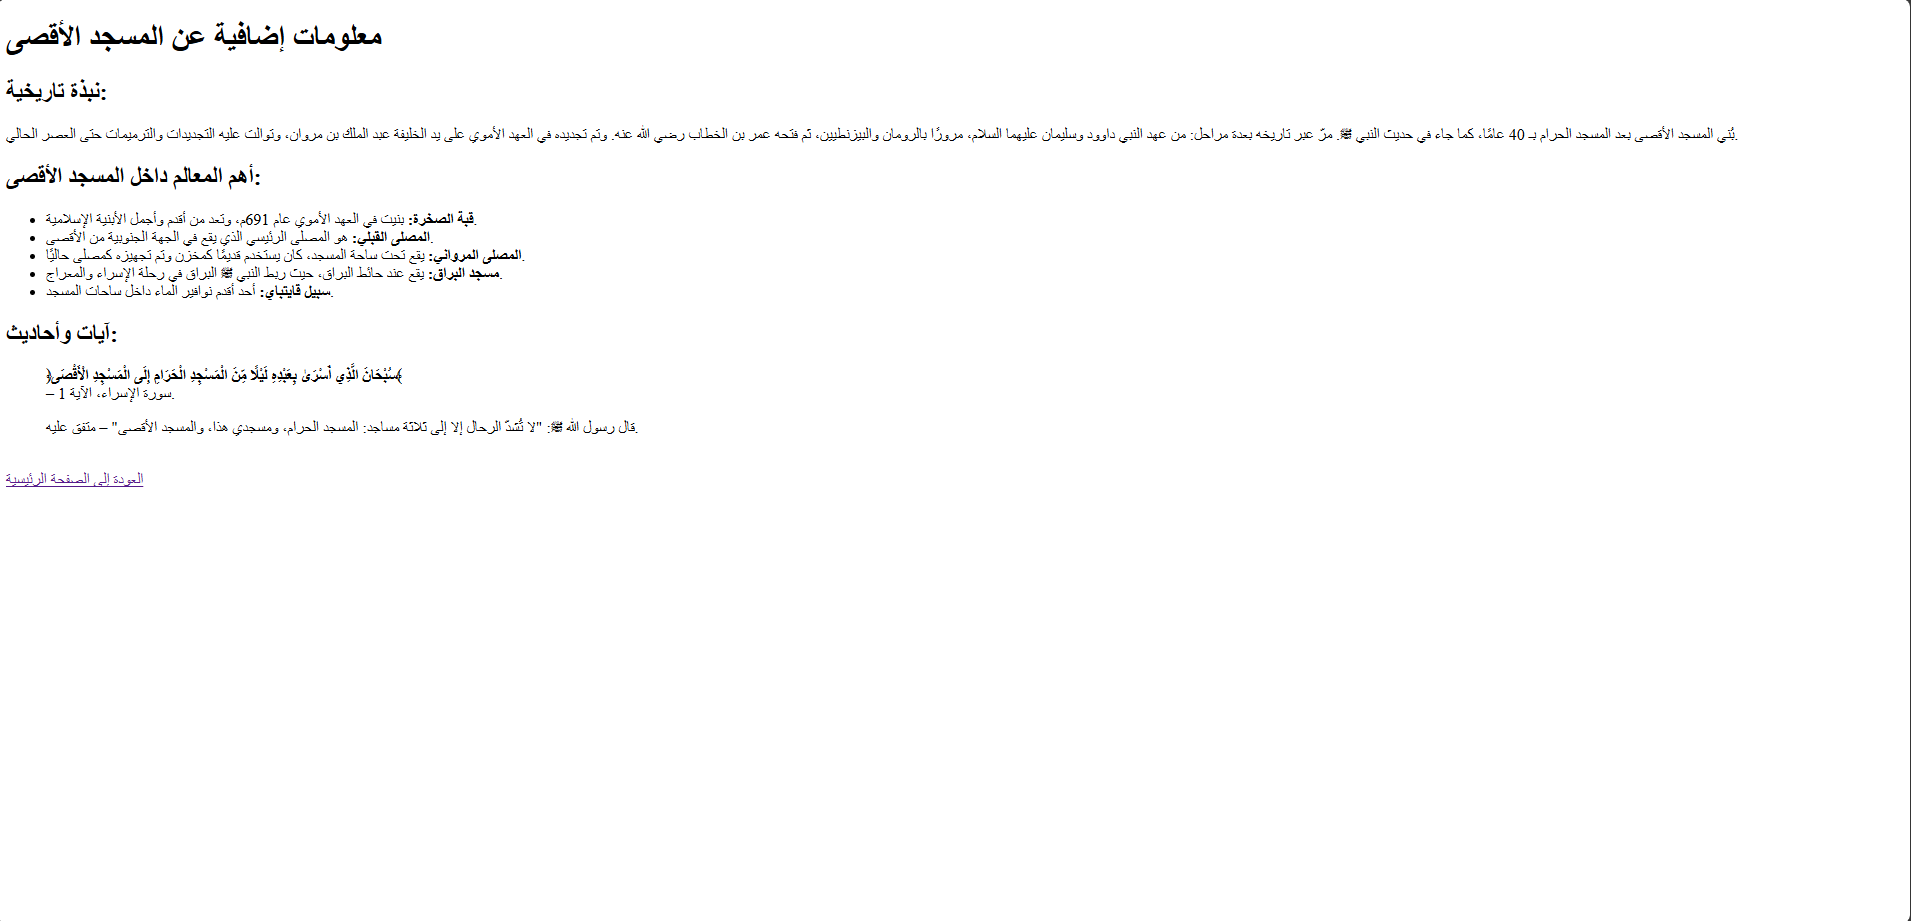 معلومات إضافية عن المسجد الأقصى
نبذة تاريخية:
بُني المسجد الأقصى بعد المسجد الحرام بـ 40 عامًا، كما جاء في حديث النبي ﷺ. مرّ عبر تاريخه بعدة مراحل: من عهد النبي داوود وسليمان عليهما السلام، مرورًا بالرومان والبيزنطيين، ثم فتحه عمر بن الخطاب رضي الله عنه. وتم تجديده في العهد الأموي على يد الخليفة عبد الملك بن مروان، وتوالت عليه التجديدات والترميمات حتى العصر الحالي.
أهم المعالم داخل المسجد الأقصى:
• قبة الصخرة: بنيت في العهد الأموي عام 691م، وتعد من أقدم وأجمل الأبنية الإسلامية.
• المصلى القبلي: هو المصلى الرئيسي الذي يقع في الجهة الجنوبية من الأقصى.
• المصلى المرواني: يقع تحت ساحة المسجد، كان يستخدم قديمًا كمخزن وتم تجهيزه كمصلى حاليًا.
• مسجد البراق: يقع عند حائط البراق، حيث ربط النبي ﷺ البراق في رحلة الإسراء والمعراج.
• سبيل قايتباي: أحد أقدم نوافير الماء داخل ساحات المسجد.
آيات وأحاديث:
﴿سُبْحَانَ الَّذِي أَسْرَىٰ بِعَبْدِهِ لَيْلًا مِّنَ الْمَسْجِدِ الْحَرَامِ إِلَى الْمَسْجِدِ الْأَقْصَى﴾
– سورة الإسراء، الآية 1.
قال رسول الله ﷺ: "لا تُشدّ الرحال إلا إلى ثلاثة مساجد: المسجد الحرام، ومسجدي هذا، والمسجد الأقصى" – متفق عليه.
العودة إلى الصفحة الرئيسية